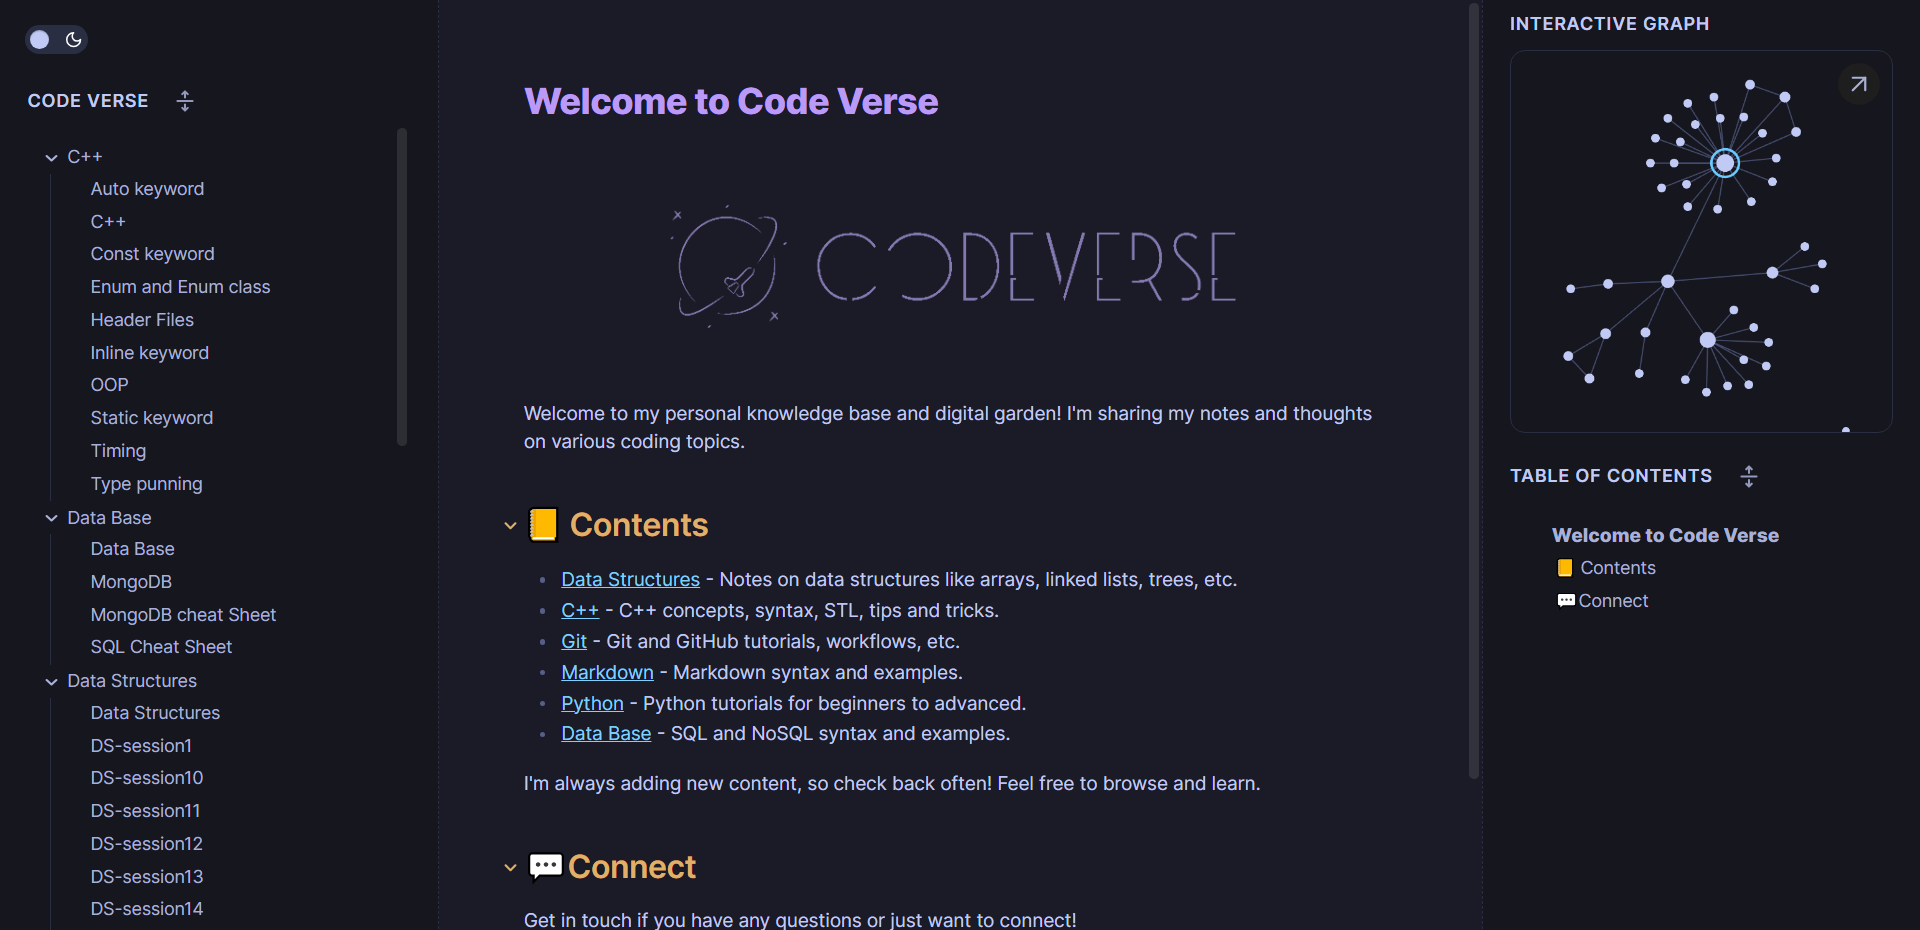 CODE VERSE
C++
Auto keyword
C++
Const keyword
Enum and Enum class
Header Files
Inline keyword
OOP
Static keyword
Timing
Type punning
Data Base
Data Base
MongoDB
MongoDB cheat Sheet
SQL Cheat Sheet
Data Structures
Data Structures
DS-session1
DS-session10
DS-session11
DS-session12
DS-session13
DS-session14
Welcome to Code Verse
CODEVERSE
Welcome to my personal knowledge base and digital garden! I'm sharing my notes and thoughts
on various coding topics.
📒 Contents
Data Structures - Notes on data structures like arrays, linked lists, trees, etc.
C++ - C++ concepts, syntax, STL, tips and tricks.
Git - Git and GitHub tutorials, workflows, etc.
Markdown - Markdown syntax and examples.
Python - Python tutorials for beginners to advanced.
Data Base - SQL and NoSQL syntax and examples.
I'm always adding new content, so check back often! Feel free to browse and learn.
💬Connect
Get in touch if you have any questions or just want to connect!
INTERACTIVE GRAPH
TABLE OF CONTENTS
Welcome to Code Verse
📒 Contents
💬Connect